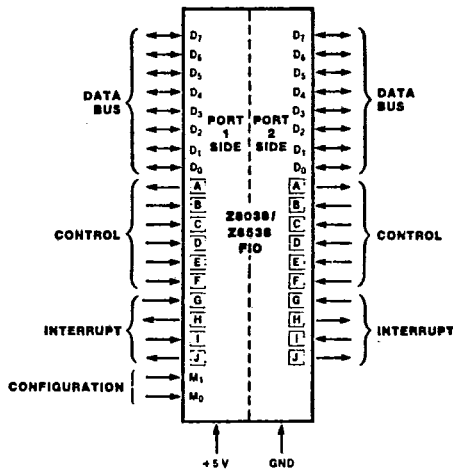 D7 D7
D6 D6
D5 D5
D4 D4
DATA BUS
DATA BUS
D3 D3
PORT 1 SIDE
PORT 2 SIDE
D2 D2
D1 D1
D0 D0
A A
B B
C C
Z8038/
Z8538
FIO
CONTROL
CONTROL
D D
E E
F F
G G
H H
INTERRUPT
INTERRUPT
I I
J J
CONFIGURATION
M1
M0
+5 V
GND